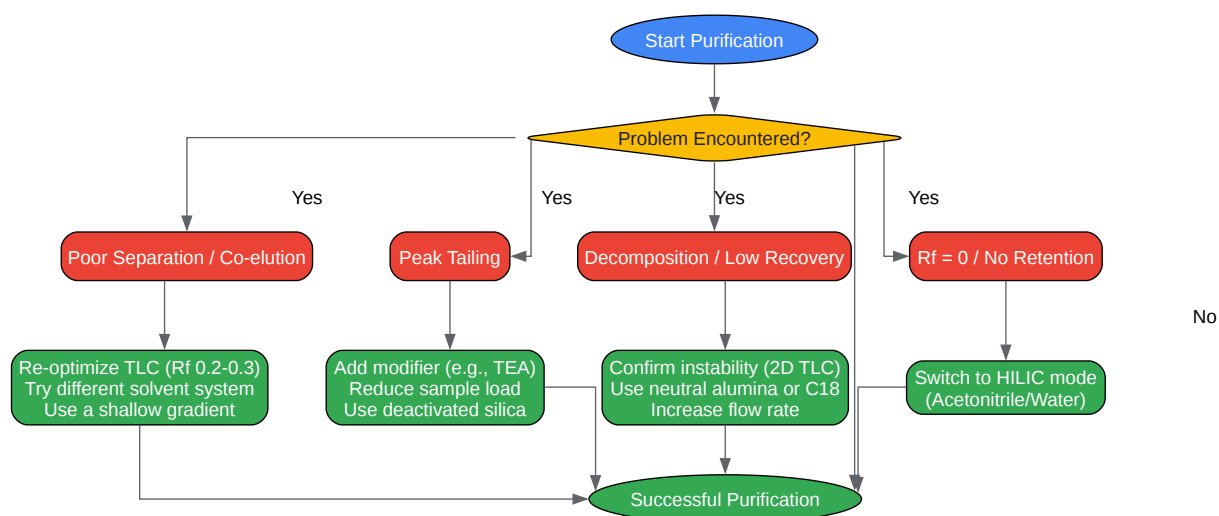 Start Purification
Problem Encountered?
Yes
Yes
Yes
Yes
Poor Separation / Co-elution
Peak Tailing
Decomposition / Low Recovery
Rf = 0 / No Retention
No
Re-optimize TLC (Rf 0.2-0.3)
Try different solvent system
Use a shallow gradient
Add modifier (e.g., TEA)
Reduce sample load
Use deactivated silica
Confirm instability (2D TLC)
Use neutral alumina or C18
Increase flow rate
Switch to HILIC mode
(Acetonitrile/Water)
Successful Purification